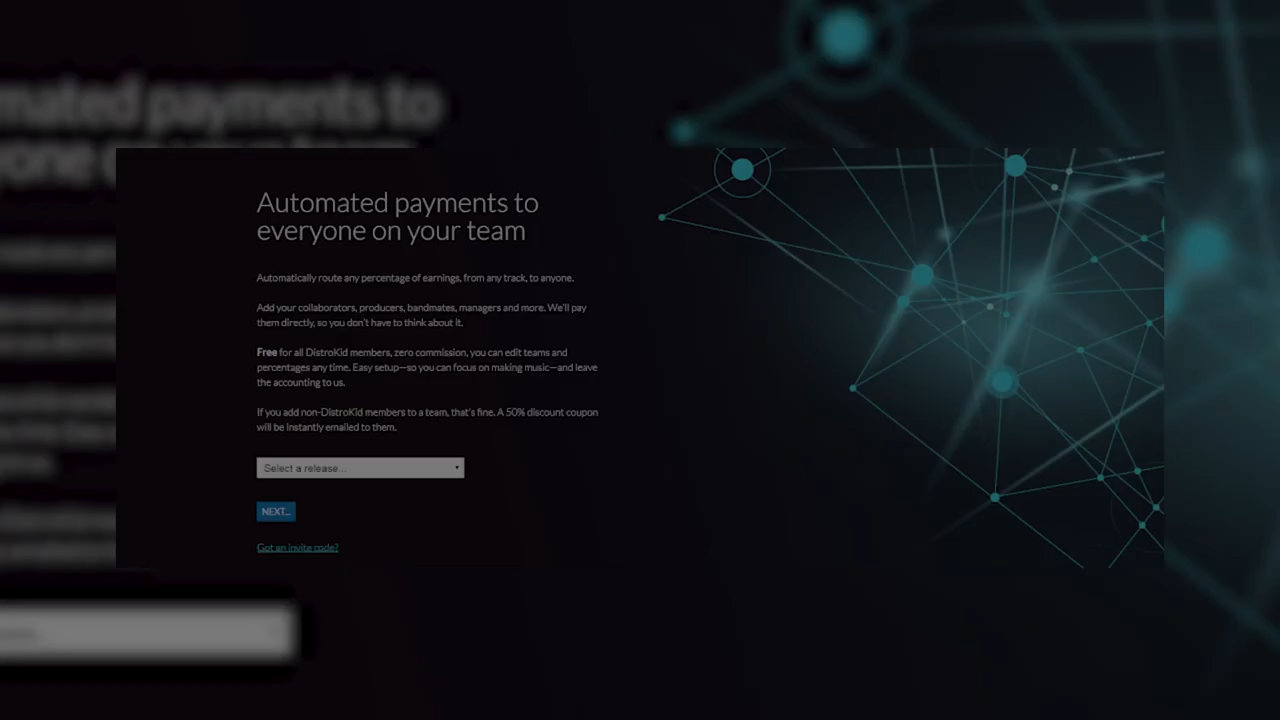 mated payments to
Automated payments to
everyone on your team
Automatically route any percentage of earnings, from any track, to anyone.
Add your collaborators, producers, bandmates, managers and more. We'll pay
them directly, so you don't have to think about it.
Free for all DistroKid members, zero commission, you can edit teams and
percentages any time. Easy setup—so you can focus on making music—and leave
the accounting to us.
If you add non-DistroKid members to a team, that's fine. A 50% discount coupon
will be instantly emailed to them.
Select a release...
NEXT...
Got an invite code?